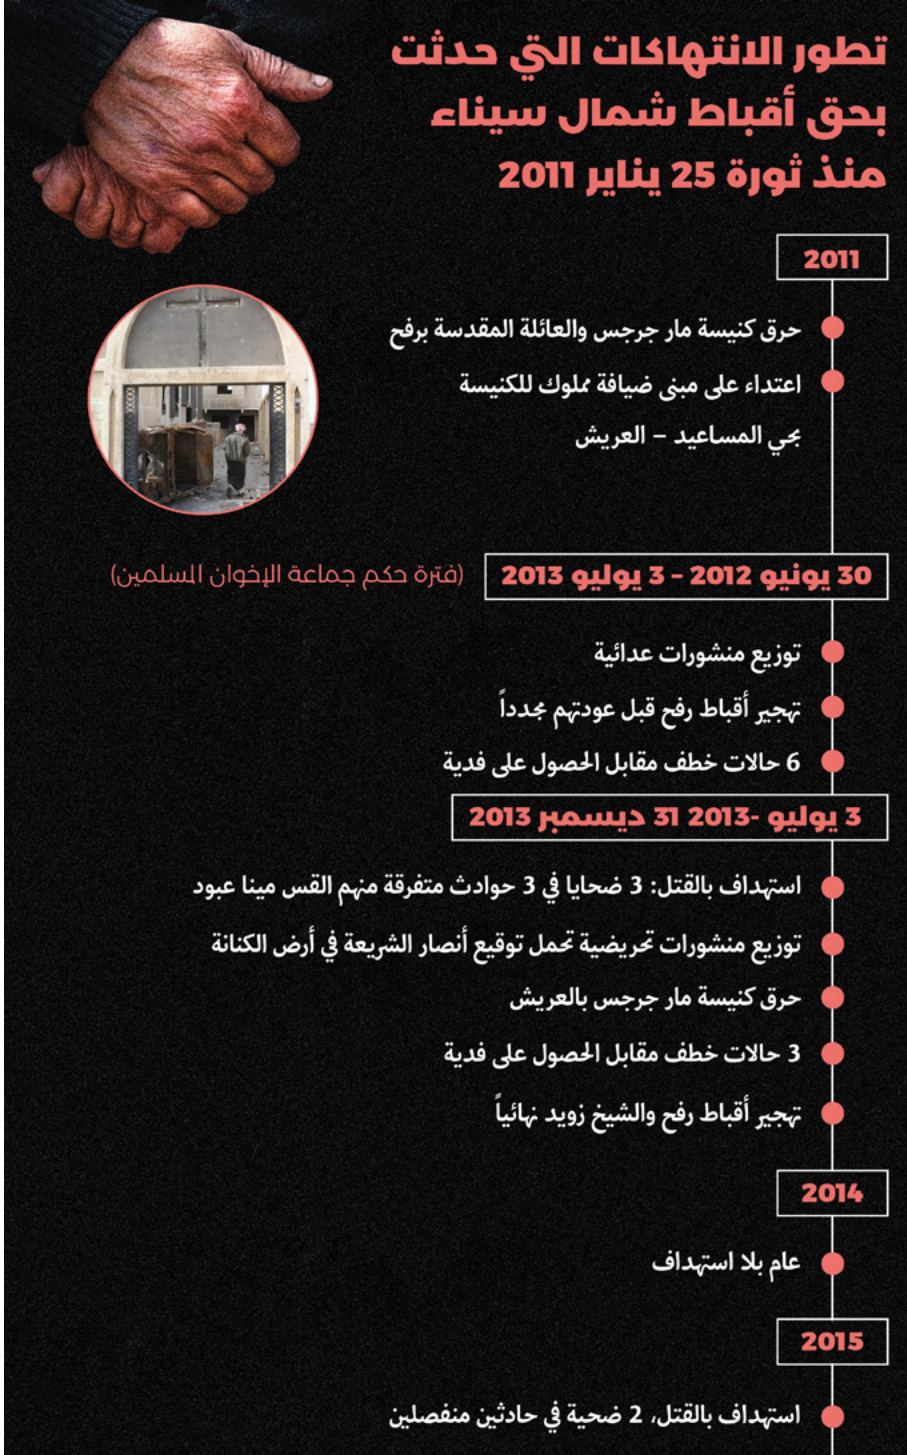 تطور الانتهاكات التي حدثت
بحق أقباط شمال سيناء
منذ ثورة 25 يناير 2011
2011
حرق كنيسة مار جرجس والعائلة المقدسة برفح
اعتداء على مبنى ضيافة مملوك للكنيسة
بحي المساعيد – العريش
30 يونيو 2012 - 3 يوليو 2013 (فترة حكم جماعة الإخوان المسلمين)
توزيع منشورات عدائية
تهجير أقباط رفح قبل عودتهم مجدداً
6 حالات خطف مقابل الحصول على فدية
3 يوليو -2013 31 ديسمبر 2013
استهداف بالقتل: 3 ضحايا في 3 حوادث متفرقة منهم القس مينا عبود
توزيع منشورات تحريضية تحمل توقيع أنصار الشريعة في أرض الكنانة
حرق كنيسة مار جرجس بالعريش
3 حالات خطف مقابل الحصول على فدية
تهجير أقباط رفح والشيخ زويد نهائياً
2014
عام بلا استهداف
2015
استهداف بالقتل، 2 ضحية في حادثين منفصلين